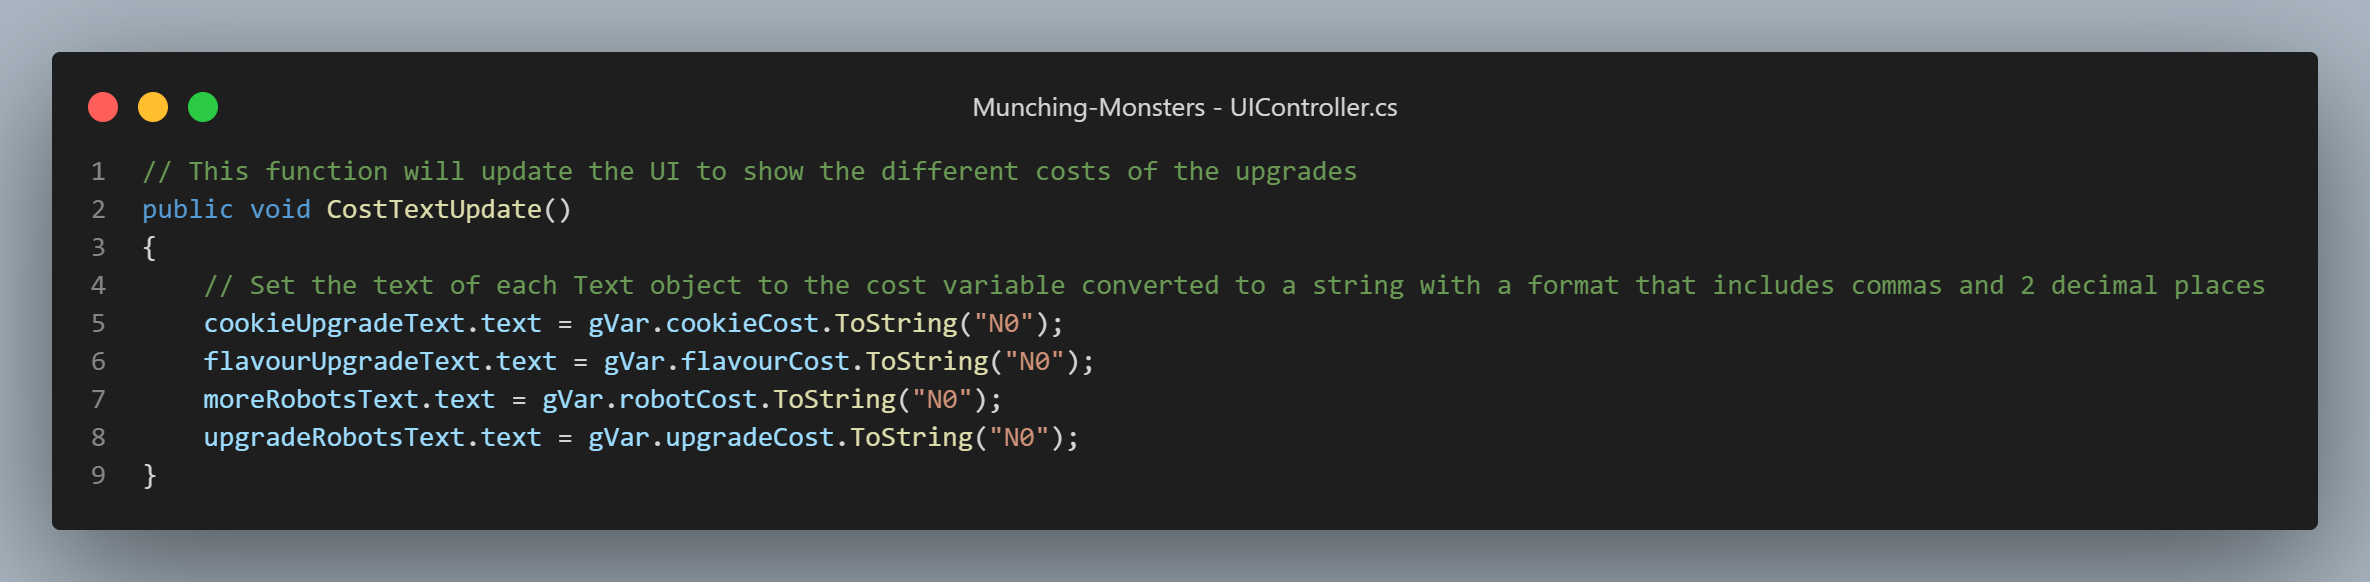 Munching-Monsters - UIController.cs
1 // This function will update the UI to show the different costs of the upgrades
2 public void CostTextUpdate()
3 {
4     // Set the text of each Text object to the cost variable converted to a string with a format that includes commas and 2 decimal places
5     cookieUpgradeText.text = gVar.cookieCost.ToString("N0");
6     flavourUpgradeText.text = gVar.flavourCost.ToString("N0");
7     moreRobotsText.text = gVar.robotCost.ToString("N0");
8     upgradeRobotsText.text = gVar.upgradeCost.ToString("N0");
9 }